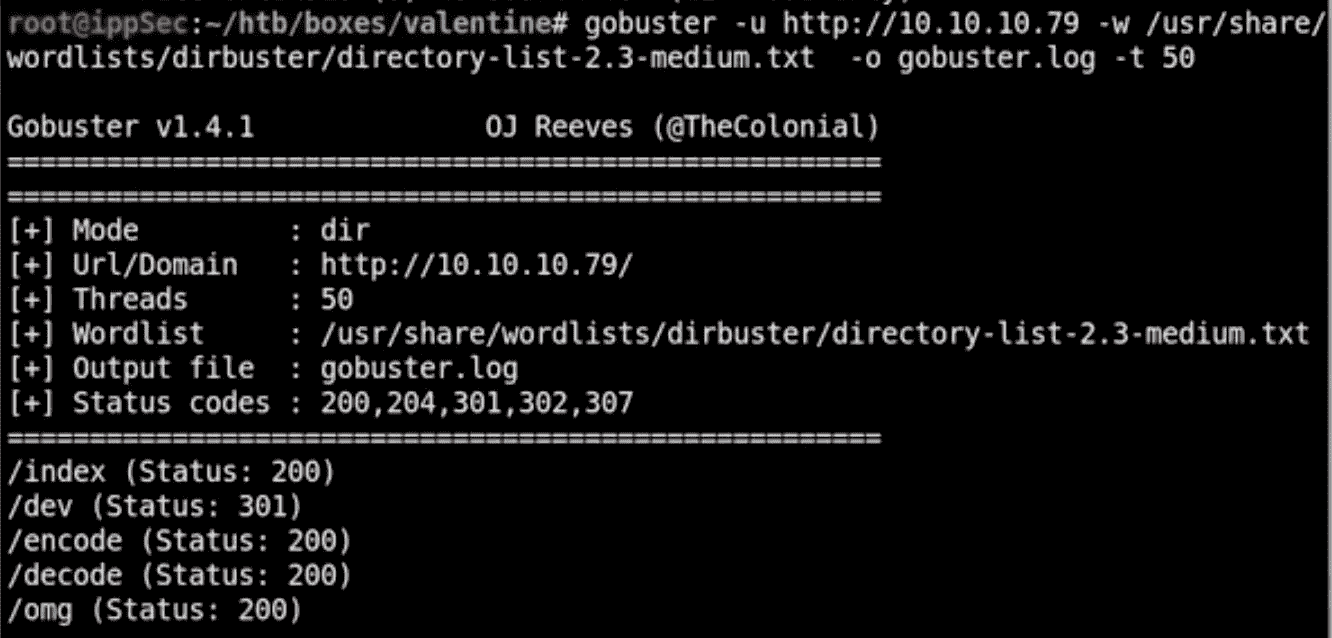 root@ippSec:~/htb/boxes/valentine# gobuster -u http://10.10.10.79 -w /usr/share/
wordlists/dirbuster/directory-list-2.3-medium.txt  -o gobuster.log -t 50
Gobuster v1.4.1              OJ Reeves (@TheColonial)
=====================================================
=====================================================
[+] Mode         : dir
[+] Url/Domain   : http://10.10.10.79/
[+] Threads      : 50
[+] Wordlist     : /usr/share/wordlists/dirbuster/directory-list-2.3-medium.txt
[+] Output file  : gobuster.log
[+] Status codes : 200,204,301,302,307
=====================================================
/index (Status: 200)
/dev (Status: 301)
/encode (Status: 200)
/decode (Status: 200)
/omg (Status: 200)